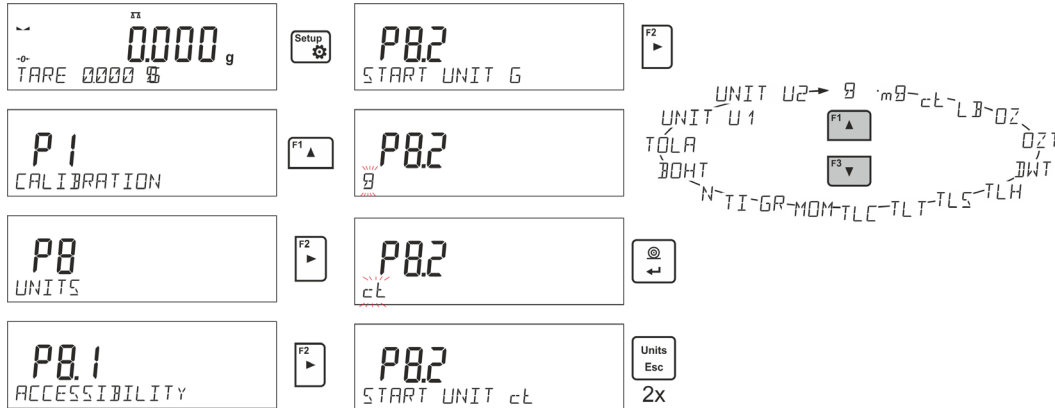 →0←
0.000 g
TARE 0.000 g
Setup
P1
CALIBRATION
F1
P8
UNITS
F2
P8.1
ACCESSIBILITY
F2
P8.2
START UNIT G
F2
P8.2
g
P8.2
ct
P8.2
START UNIT ct
Units
Esc
2x
UNIT U2 g mg ct LB OZ OZT DWT TLH TLS TLT TLC MOM GR TI N BOHT TOLA UNIT U1
F1
F3